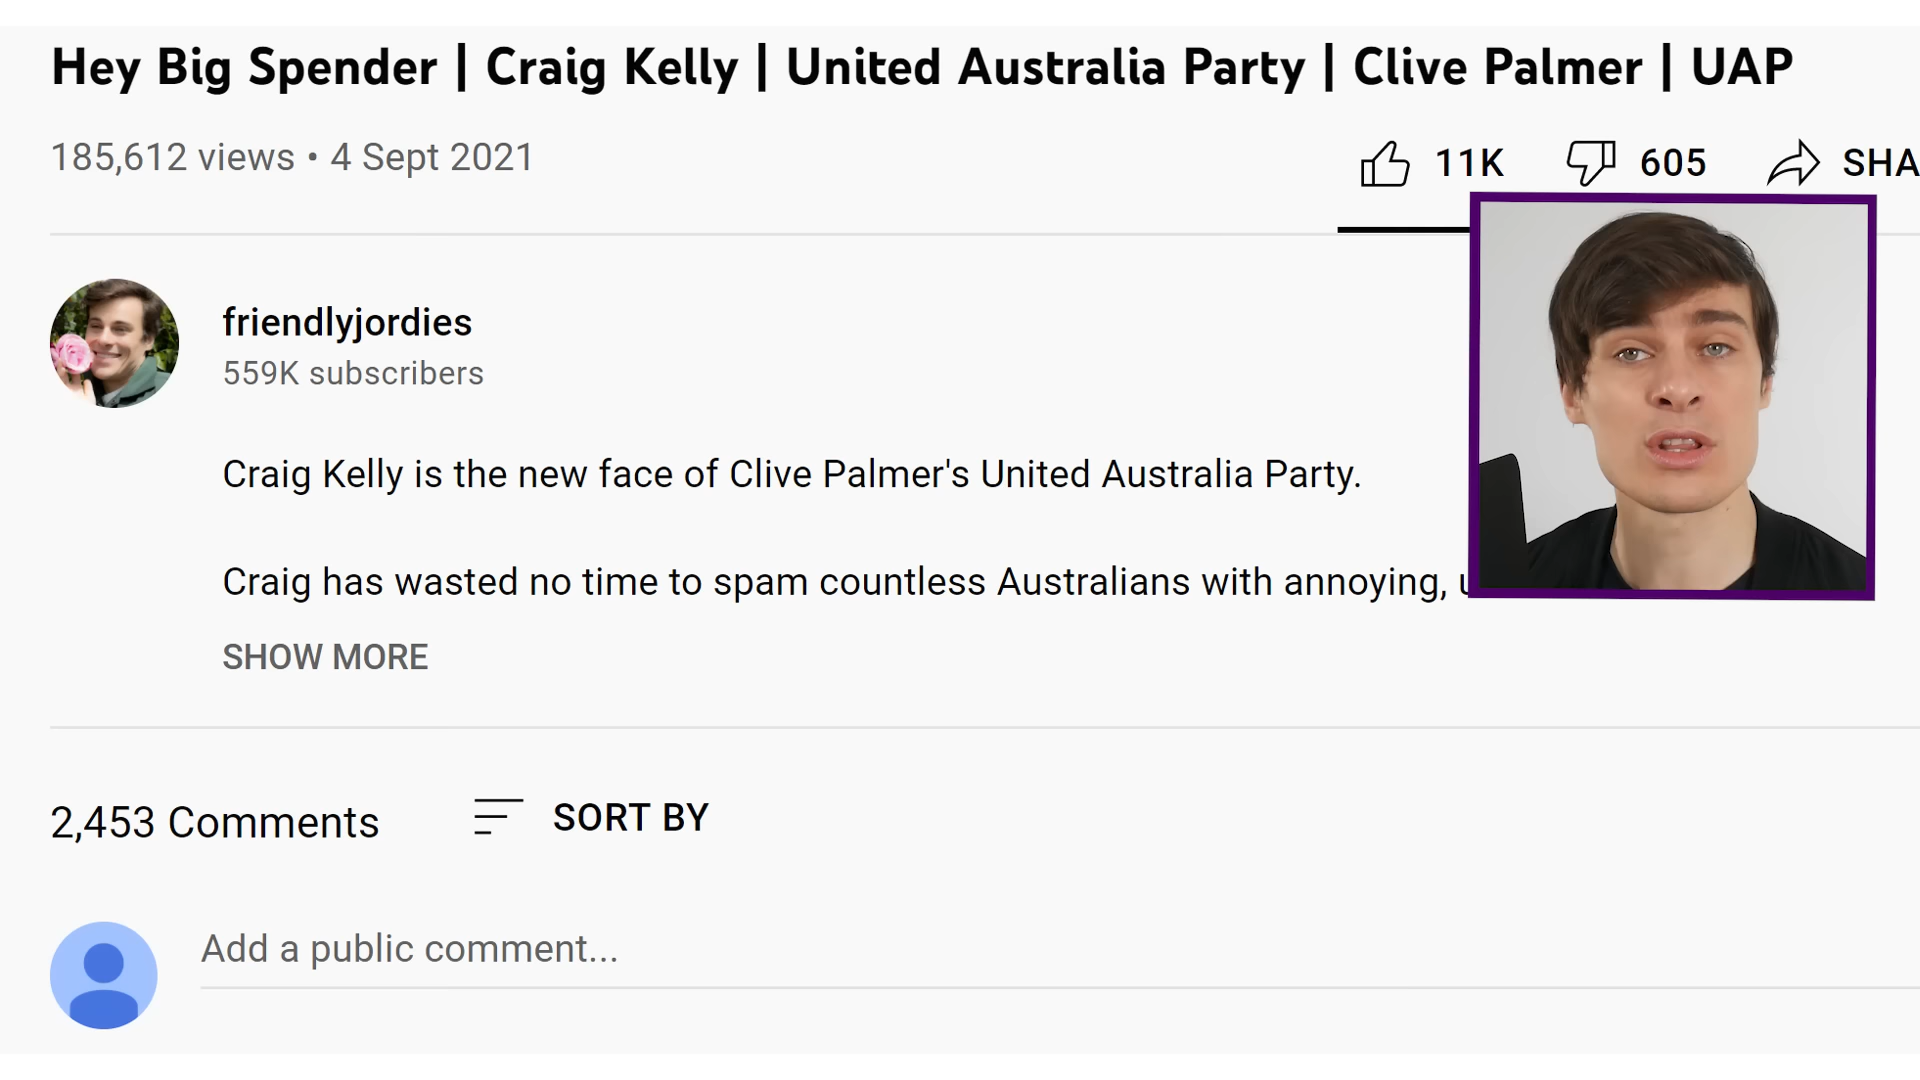 Hey Big Spender | Craig Kelly | United Australia Party | Clive Palmer | UAP
185,612 views • 4 Sept 2021
11K
605
SHA
friendlyjordies
559K subscribers
Craig Kelly is the new face of Clive Palmer's United Australia Party.
Craig has wasted no time to spam countless Australians with annoying,
SHOW MORE
2,453 Comments
SORT BY
Add a public comment...